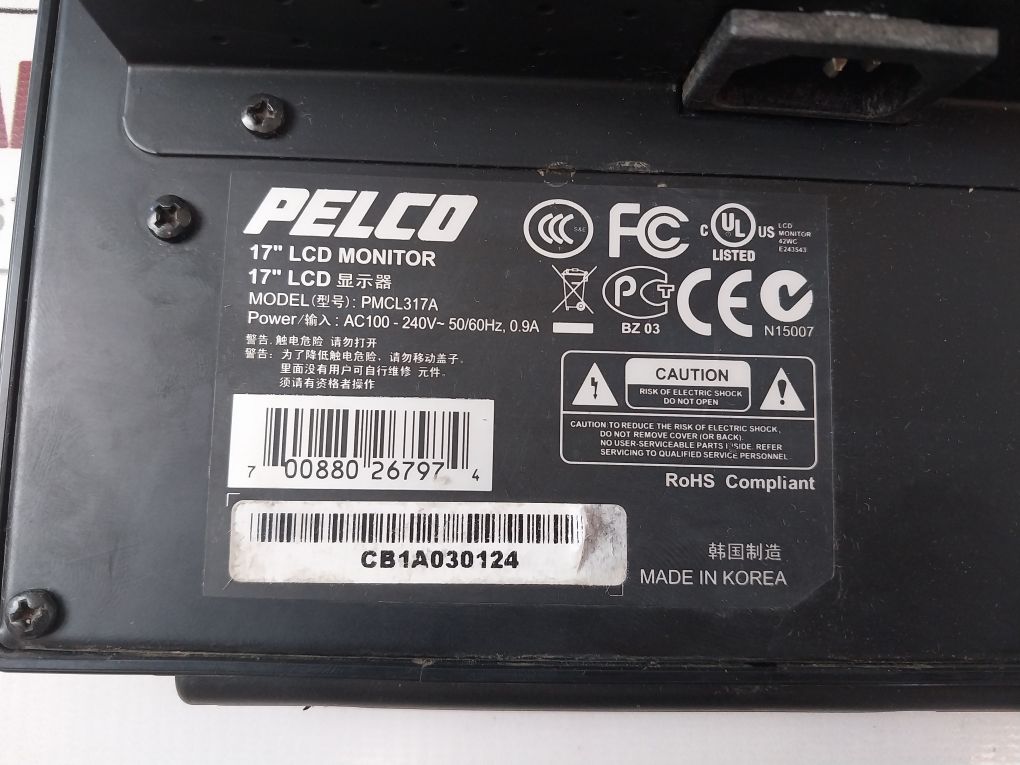 PELCO
17" LCD MONITOR
17" LCD 显示器
MODEL(型号): PMCL317A
Power/输入: AC100 - 240V~ 50/60Hz, 0.9A
警告. 触电危险 请勿打开
警告: 为了降低触电危险, 请勿移动盖子.
里面没有用户可自行维修 元件.
须请有资格者操作
CCC S&E
FC
C UL US
LISTED
LCD
MONITOR
42WC
E243543
PCT
BZ 03
CE
N15007
CAUTION
RISK OF ELECTRIC SHOCK
DO NOT OPEN
CAUTION:TO REDUCE THE RISK OF ELECTRIC SHOCK,
DO NOT REMOVE COVER (OR BACK).
NO USER-SERVICEABLE PARTS INSIDE. REFER
SERVICING TO QUALIFIED SERVICE PERSONNEL
RoHS Compliant
7 00880 26797 4
CB1A030124
韩国制造
MADE IN KOREA